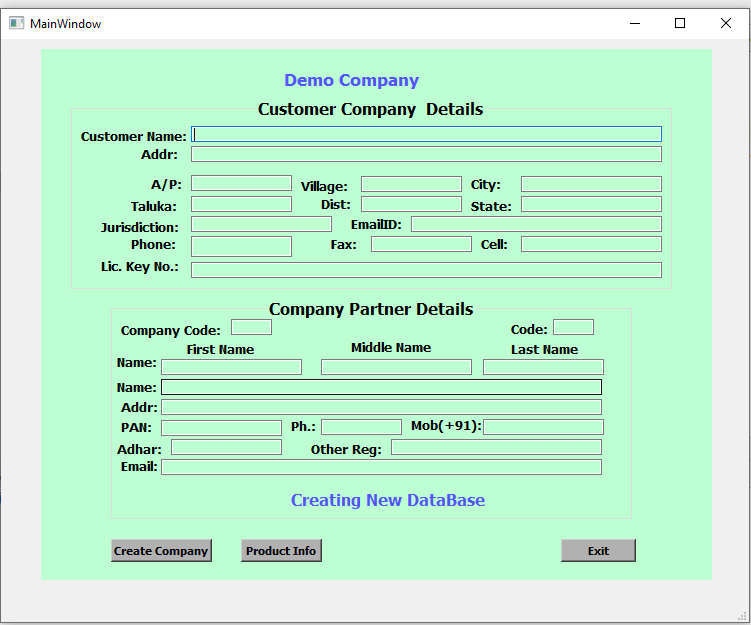 MainWindow
Demo Company
Customer Company  Details
Customer Name:
Addr:
A/P: Village: City:
Taluka: Dist: State:
Jurisdiction: EmailID:
Phone: Fax: Cell:
Lic. Key No.:
Company Partner Details
Company Code: Code:
First Name Middle Name Last Name
Name:
Name:
Addr:
PAN: Ph.: Mob(+91):
Adhar: Other Reg:
Email:
Creating New DataBase
Create Company Product Info Exit